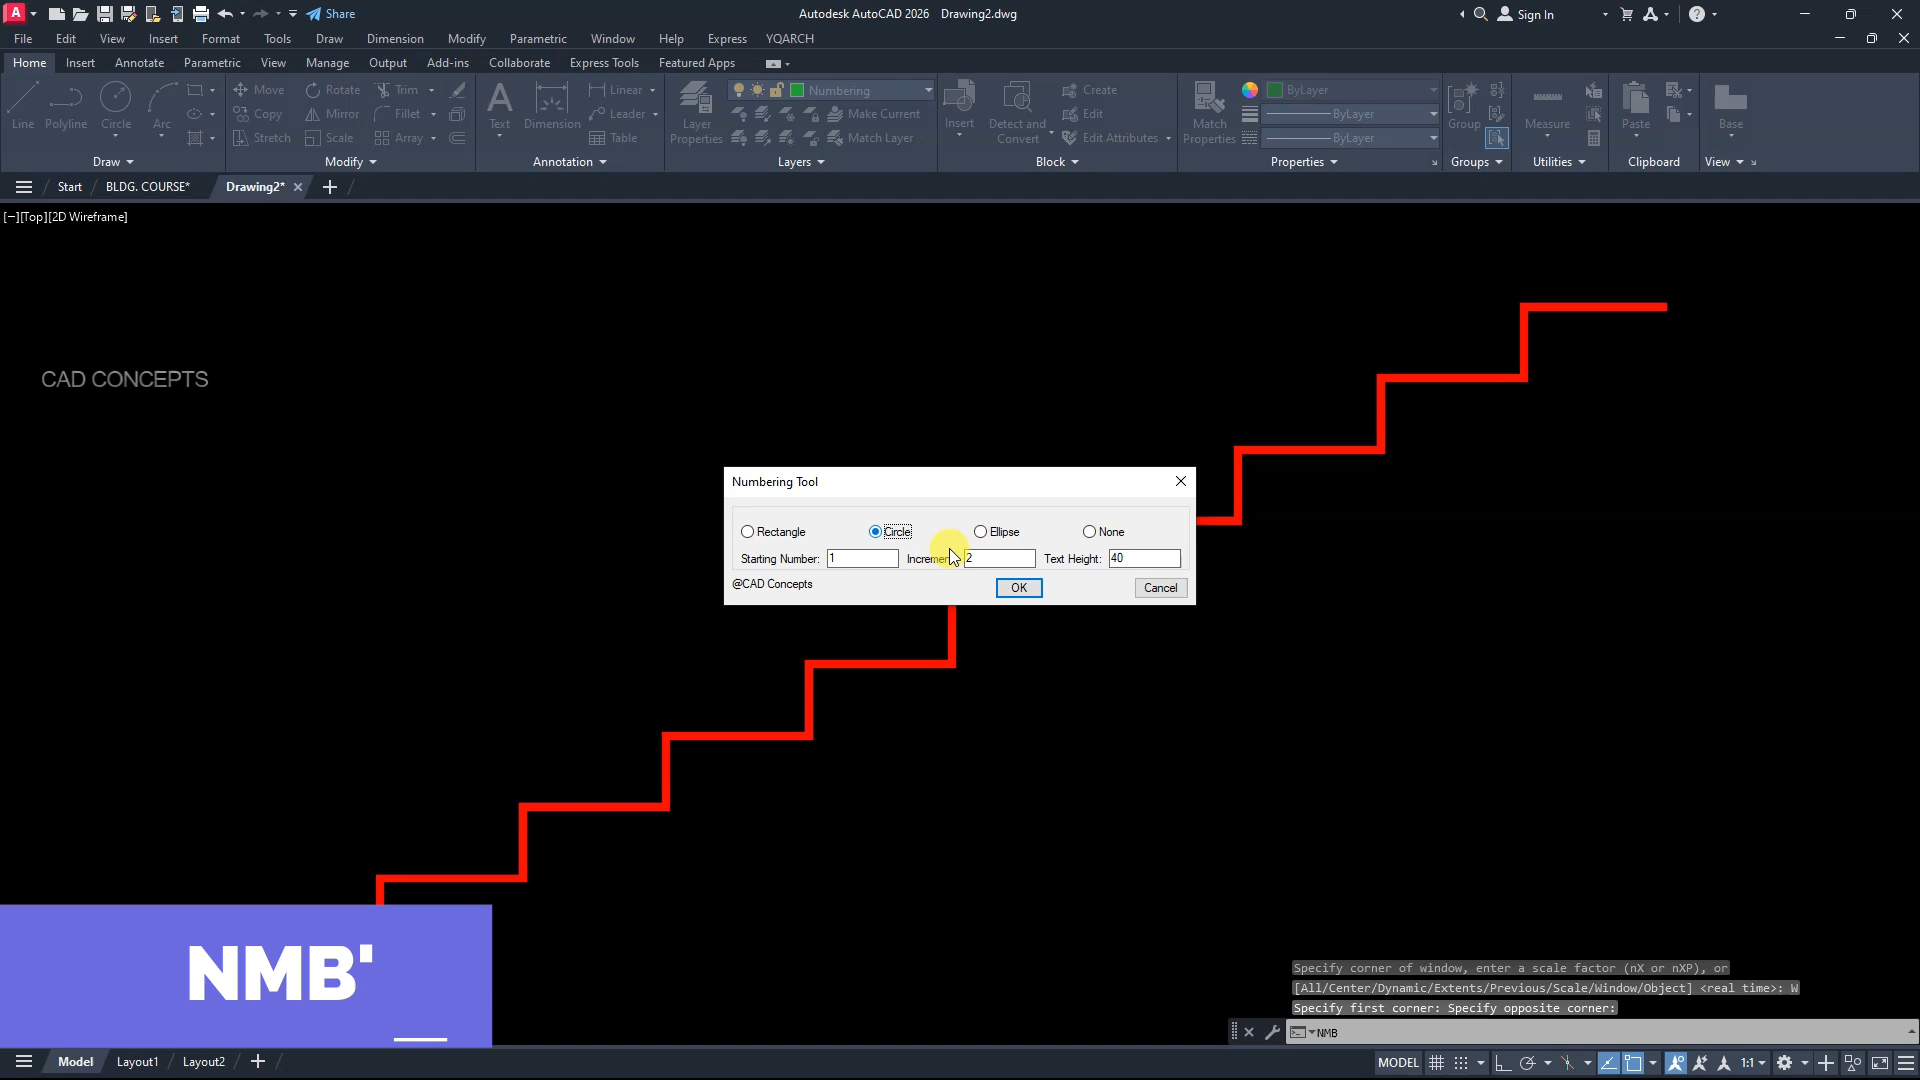 A Share Autodesk AutoCAD 2026 Drawing2.dwg Sign In
File Edit View Insert Format Tools Draw Dimension Modify Parametric Window Help Express YQARCH
Home Insert Annotate Parametric View Manage Output Add-ins Collaborate Express Tools Featured Apps
Line Polyline Circle Arc
Move Rotate Trim
Copy Mirror Fillet
Stretch Scale Array
Text Dimension
Linear
Leader
Table
Layer Properties
Numbering
Make Current
Match Layer
Insert
Detect and Convert
Create
Edit
Edit Attributes
Match Properties
ByLayer
ByLayer
ByLayer
Group
Measure
Paste
Base
Draw Modify Annotation Layers Block Properties Groups Utilities Clipboard View
Start BLDG. COURSE* Drawing2*
[−][Top][2D Wireframe]
CAD CONCEPTS
Numbering Tool
Rectangle Circle Ellipse None
Starting Number: 1 Increment 2 Text Height: 40
@CAD Concepts OK Cancel
NMB'
Specify corner of window, enter a scale factor (nX or nXP), or
[All/Center/Dynamic/Extents/Previous/Scale/Window/Object] <real time>: W
Specify first corner: Specify opposite corner:
NMB
Model Layout1 Layout2 MODEL 1:1